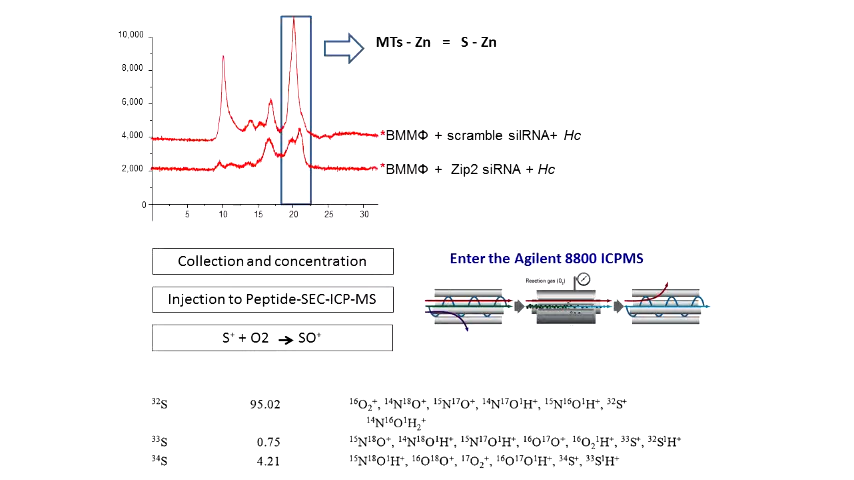 10,000
8,000
6,000
4,000
2,000
0
5 10 15 20 25 30
MTs - Zn = S - Zn
*BMMΦ + scramble silRNA+ Hc
*BMMΦ + Zip2 siRNA + Hc
Collection and concentration
Injection to Peptide-SEC-ICP-MS
S⁺ + O2 → SO⁺
Enter the Agilent 8800 ICPMS
Reaction gas (O₂)
³²S 95.02 ¹⁶O₂⁺, ¹⁴N¹⁸O⁺, ¹⁵N¹⁷O⁺, ¹⁴N¹⁷O¹H⁺, ¹⁵N¹⁶O¹H⁺, ³²S⁺
¹⁴N¹⁶O¹H₂⁺
³³S 0.75 ¹⁵N¹⁸O⁺, ¹⁴N¹⁸O¹H⁺, ¹⁵N¹⁷O¹H⁺, ¹⁶O¹⁷O⁺, ¹⁶O₂¹H⁺, ³³S⁺, ³²S¹H⁺
³⁴S 4.21 ¹⁵N¹⁸O¹H⁺, ¹⁶O¹⁸O⁺, ¹⁷O₂⁺, ¹⁶O¹⁷O¹H⁺, ³⁴S⁺, ³³S¹H⁺